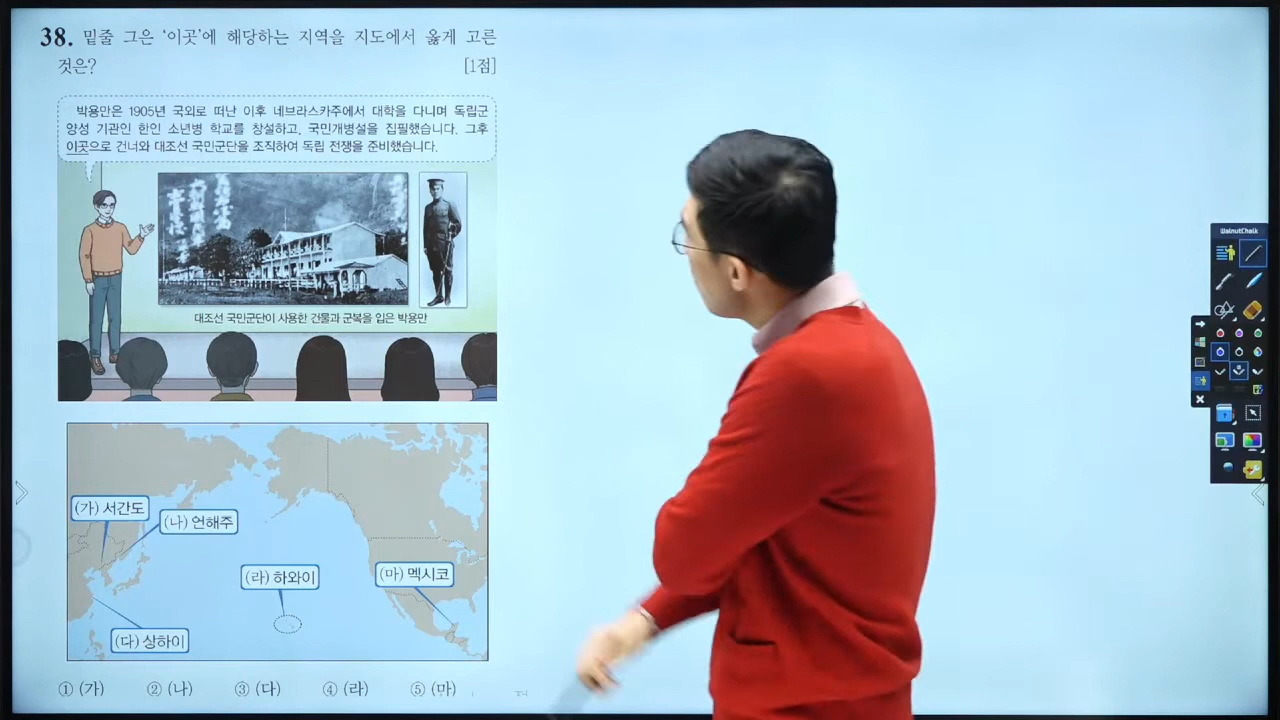 38. 밑줄 그은 '이곳'에 해당하는 지역을 지도에서 옳게 고른
것은? [1점]
박용만은 1905년 국외로 떠난 이후 네브라스카주에서 대학을 다니며 독립군
양성 기관인 한인 소년병 학교를 창설하고, 국민개병설을 집필했습니다. 그후
이곳으로 건너와 대조선 국민군단을 조직하여 독립 전쟁을 준비했습니다.
대조선 국민군단이 사용한 건물과 군복을 입은 박용만
(가) 서간도
(나) 연해주
(라) 하와이
(마) 멕시코
(다) 상하이
① (가) ② (나) ③ (다) ④ (라) ⑤ (마)
WalnutChalk